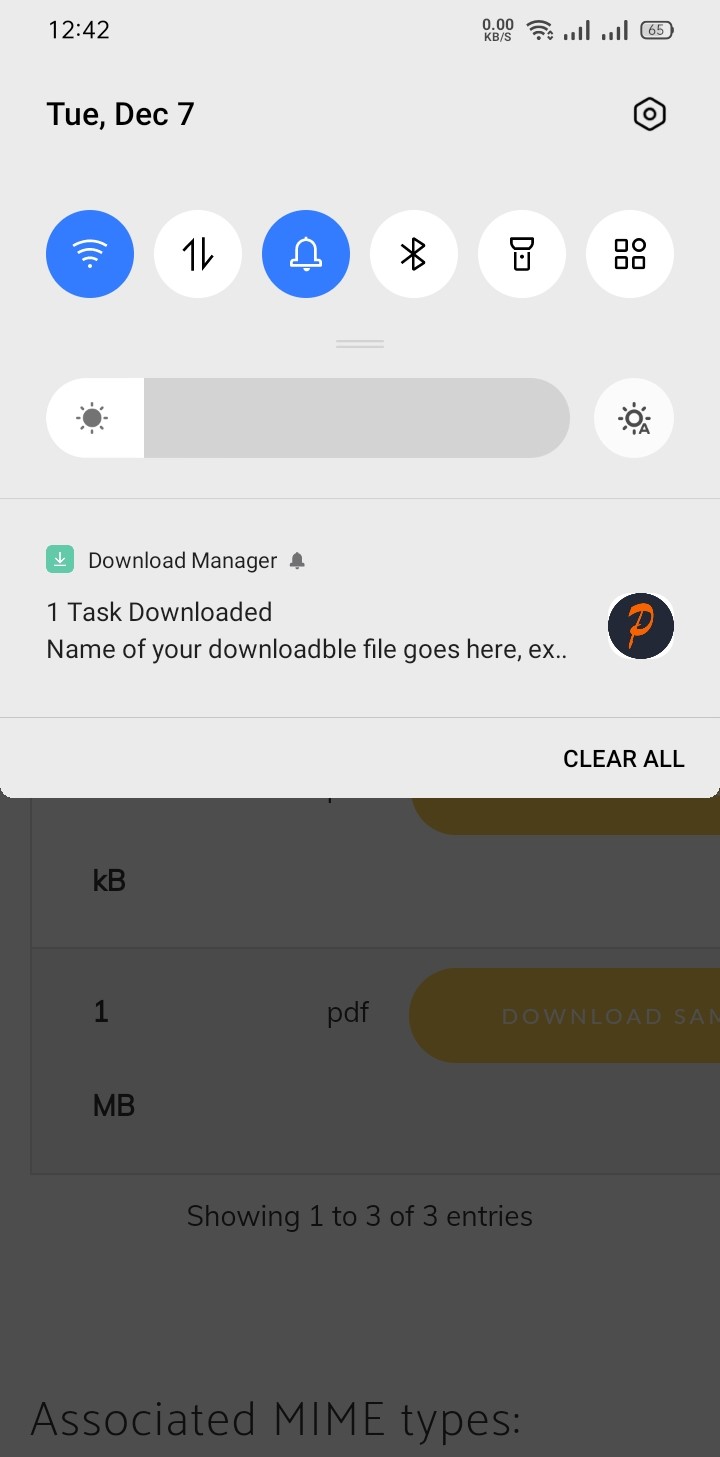 12:42
0.00
KB/S
65
Tue, Dec 7
A
Download Manager
1 Task Downloaded
Name of your downloadble file goes here, ex..
P
CLEAR ALL
kB
1
pdf
DOWNLOAD SAM
MB
Showing 1 to 3 of 3 entries
Associated MIME types: